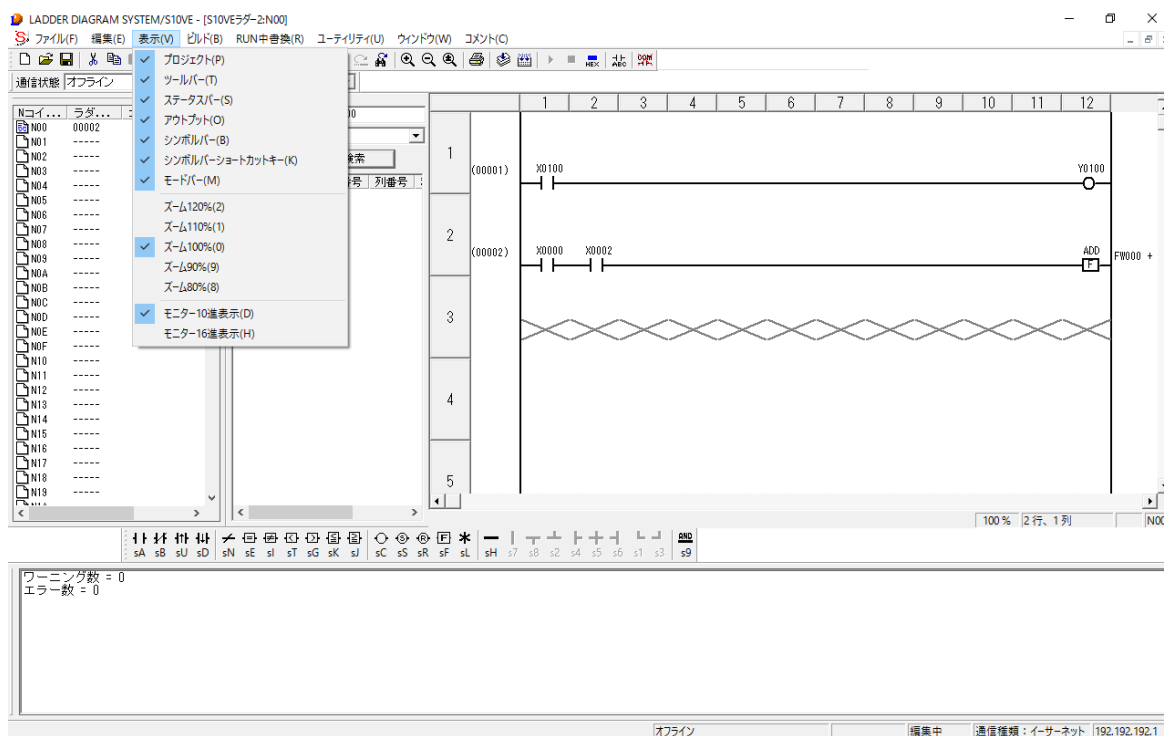 LADDER DIAGRAM SYSTEM/S10VE - [S10VEラダー2:N00]
ファイル(F) 編集(E) 表示(V) ビルド(B) RUN中書換(R) ユーティリティ(U) ウィンドウ(W) コメント(C)
通信状態 オフライン
プロジェクト(P)
ツールバー(T)
ステータスバー(S)
アウトプット(O)
シンボルバー(B)
シンボルバーショートカットキー(K)
モードバー(M)
ズーム120%(2)
ズーム110%(1)
ズーム100%(0)
ズーム90%(9)
ズーム80%(8)
モニター10進表示(D)
モニター16進表示(H)
Nコイ... ラダ...
N00 00002
N01 -----
N02 -----
N03 -----
N04 -----
N05 -----
N06 -----
N07 -----
N08 -----
N09 -----
N0A -----
N0B -----
N0C -----
N0D -----
N0E -----
N0F -----
N10 -----
N11 -----
N12 -----
N13 -----
N14 -----
N15 -----
N16 -----
N17 -----
N18 -----
N19 -----
索
号 列番号
1 2 3 4 5 6 7 8 9 10 11 12
1
(00001) X0100 Y0100
2
(00002) X0000 X0002 ADD F FW000 +
3
4
5
100 % 2行、1列 N00
sA sB sU sD sN sE sI sT sG sK sJ sC sS sR sF sL sH s7 s8 s2 s4 s5 s6 s1 s3 s9
ワーニング数 = 0
エラー数 = 0
オフライン 編集中 通信種類：イーサーネット 192.192.192.1